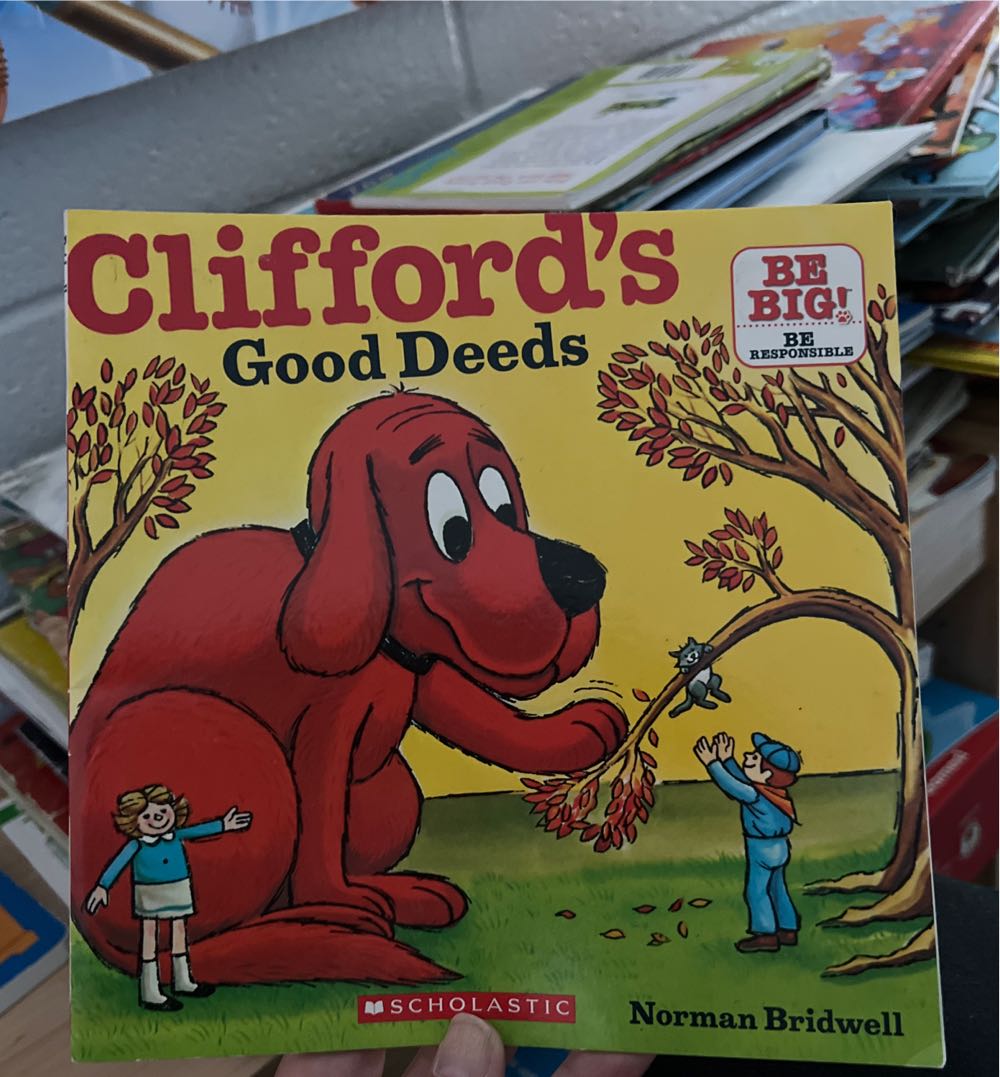 Clifford's
Good Deeds
BE
BIG!
BE
RESPONSIBLE
SCHOLASTIC
Norman Bridwell